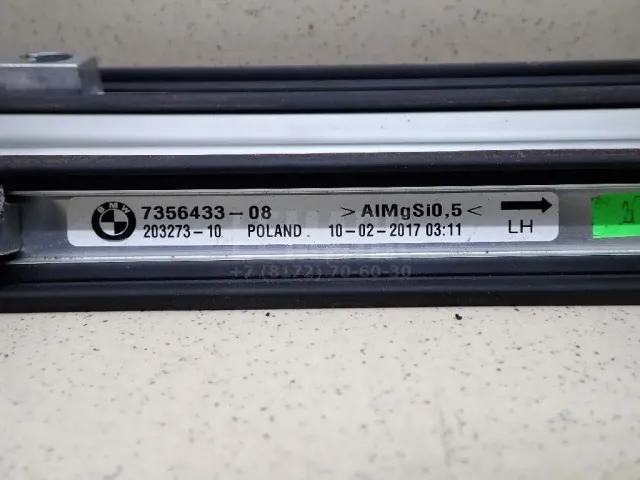 BMW 7356433-08 >AlMgSi0,5<
203273-10 POLAND. 10-02-2017 03:11 LH
+7 (8172) 70-60-30